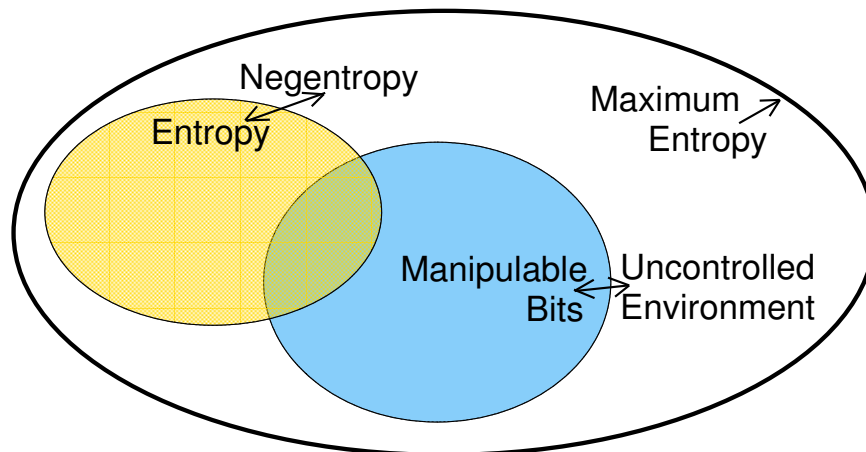 Negentropy
Entropy
Maximum
Entropy
Manipulable
Bits
Uncontrolled
Environment